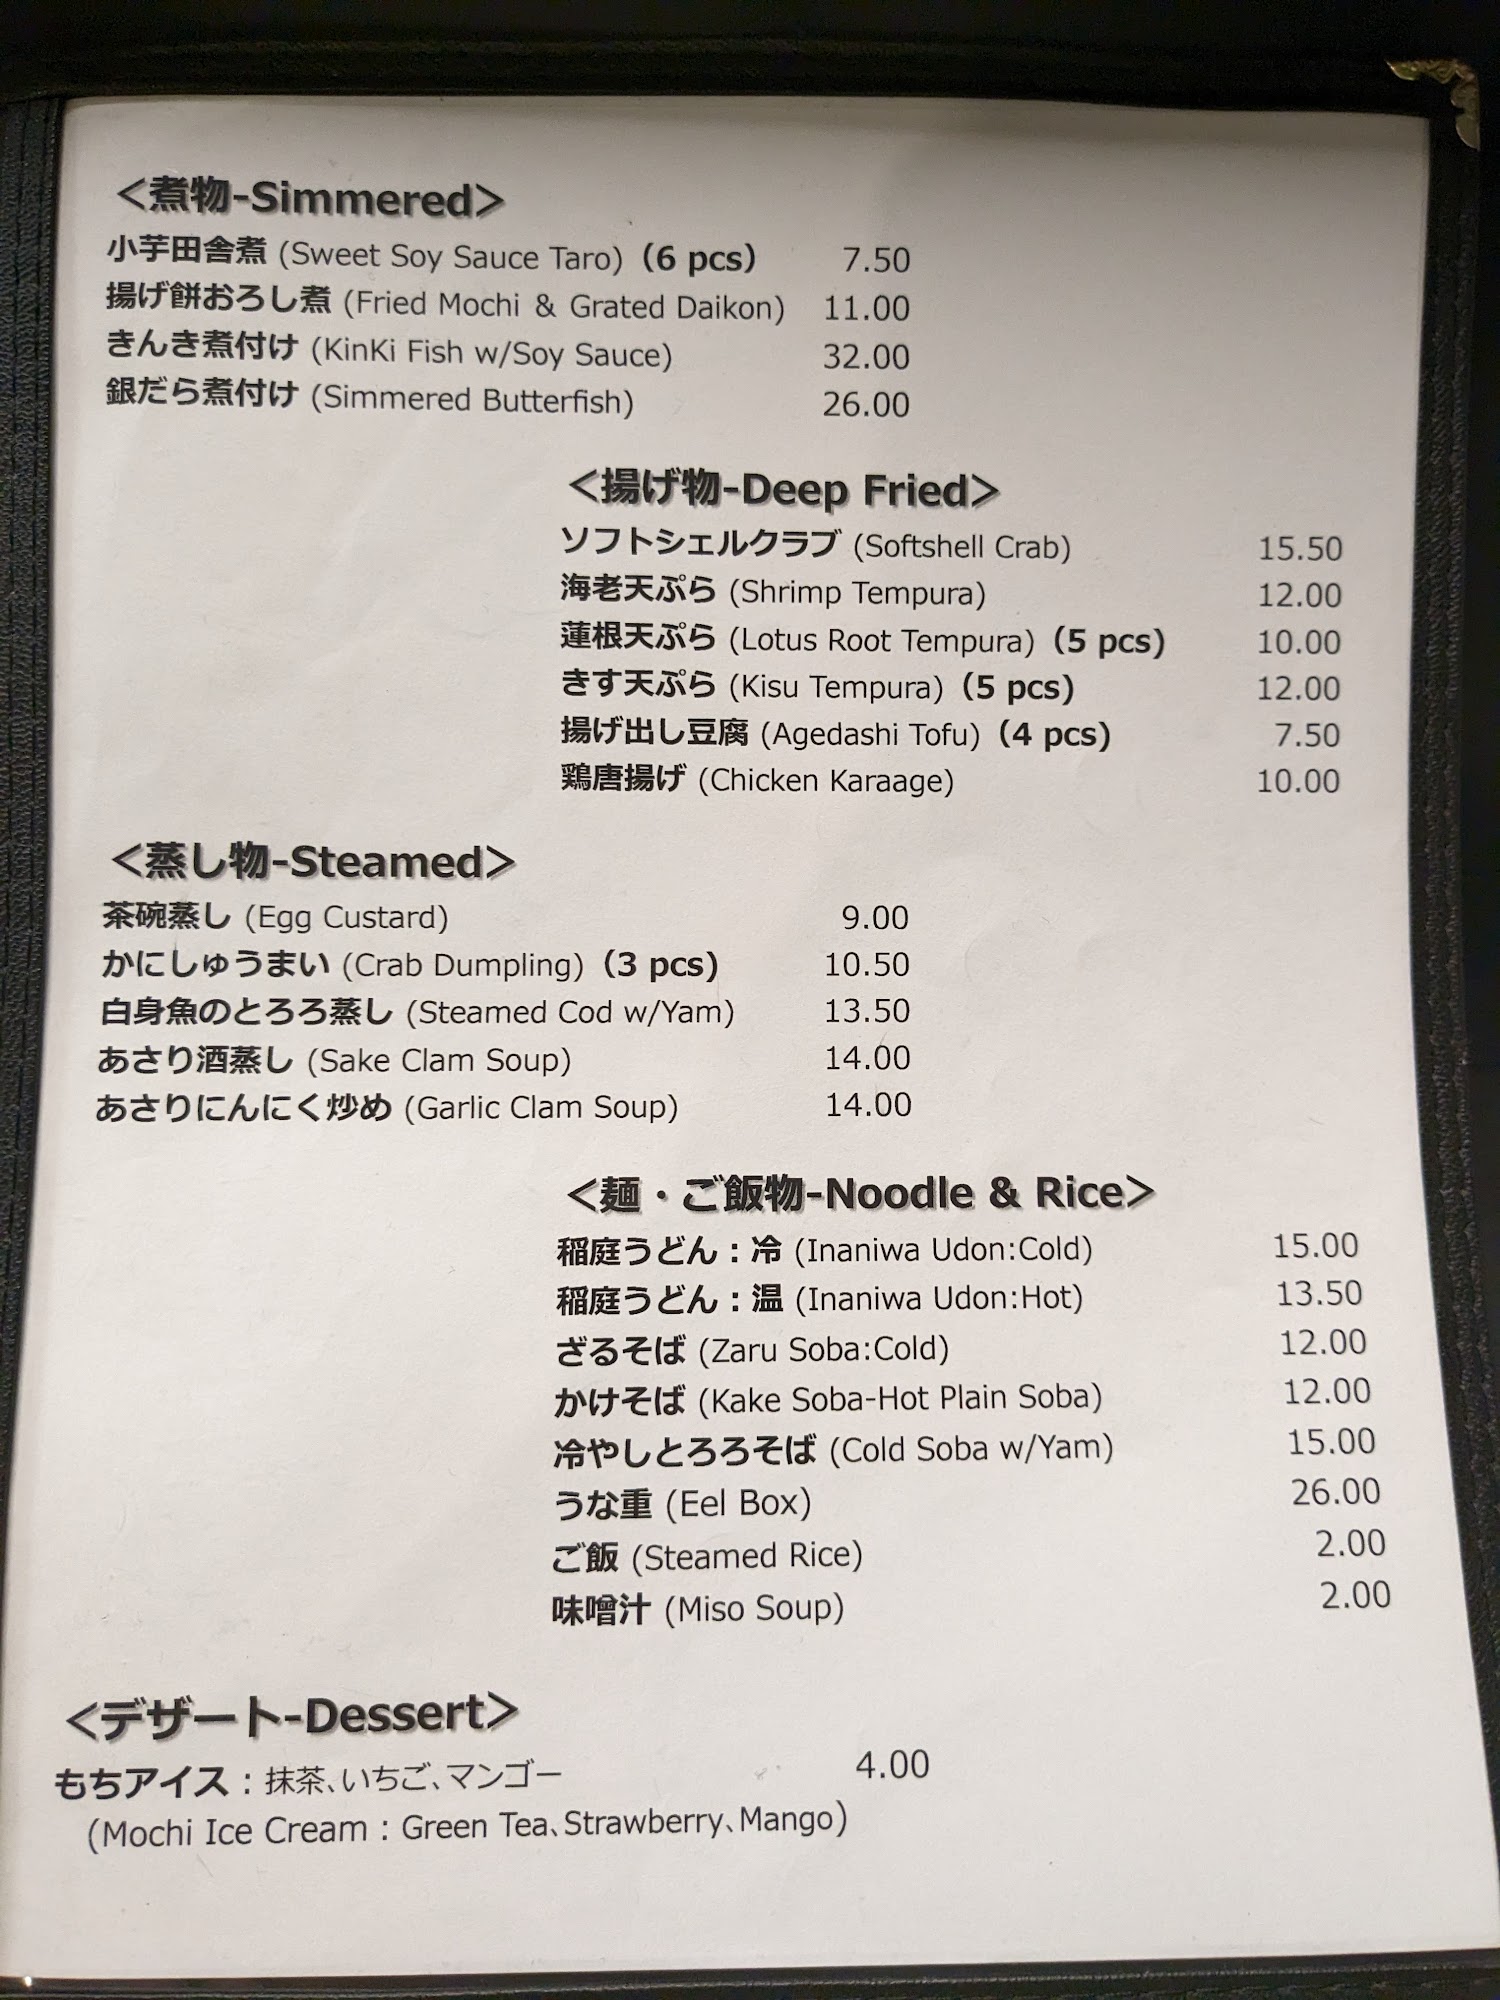 ＜煮物-Simmered＞
小芋田舎煮 (Sweet Soy Sauce Taro)（6 pcs） 7.50
揚げ餅おろし煮 (Fried Mochi & Grated Daikon) 11.00
きんき煮付け (KinKi Fish w/Soy Sauce) 32.00
銀だら煮付け (Simmered Butterfish) 26.00
＜揚げ物-Deep Fried＞
ソフトシェルクラブ (Softshell Crab) 15.50
海老天ぷら (Shrimp Tempura) 12.00
蓮根天ぷら (Lotus Root Tempura)（5 pcs) 10.00
きす天ぷら (Kisu Tempura)（5 pcs) 12.00
揚げ出し豆腐 (Agedashi Tofu)（4 pcs) 7.50
鶏唐揚げ (Chicken Karaage) 10.00
＜蒸し物-Steamed＞
茶碗蒸し (Egg Custard) 9.00
かにしゅうまい (Crab Dumpling)（3 pcs) 10.50
白身魚のとろろ蒸し (Steamed Cod w/Yam) 13.50
あさり酒蒸し (Sake Clam Soup) 14.00
あさりにんにく炒め (Garlic Clam Soup) 14.00
＜麺・ご飯物-Noodle & Rice＞
稲庭うどん：冷 (Inaniwa Udon:Cold) 15.00
稲庭うどん：温 (Inaniwa Udon:Hot) 13.50
ざるそば (Zaru Soba:Cold) 12.00
かけそば (Kake Soba-Hot Plain Soba) 12.00
冷やしとろろそば (Cold Soba w/Yam) 15.00
うな重 (Eel Box) 26.00
ご飯 (Steamed Rice) 2.00
味噌汁 (Miso Soup) 2.00
＜デザート-Dessert＞
もちアイス：抹茶、いちご、マンゴー 4.00
(Mochi Ice Cream：Green Tea、Strawberry、Mango)